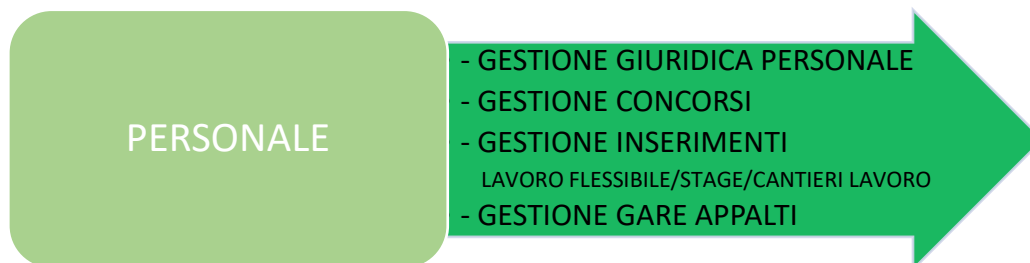 PERSONALE
- GESTIONE GIURIDICA PERSONALE
- GESTIONE CONCORSI
- GESTIONE INSERIMENTI
LAVORO FLESSIBILE/STAGE/CANTIERI LAVORO
- GESTIONE GARE APPALTI